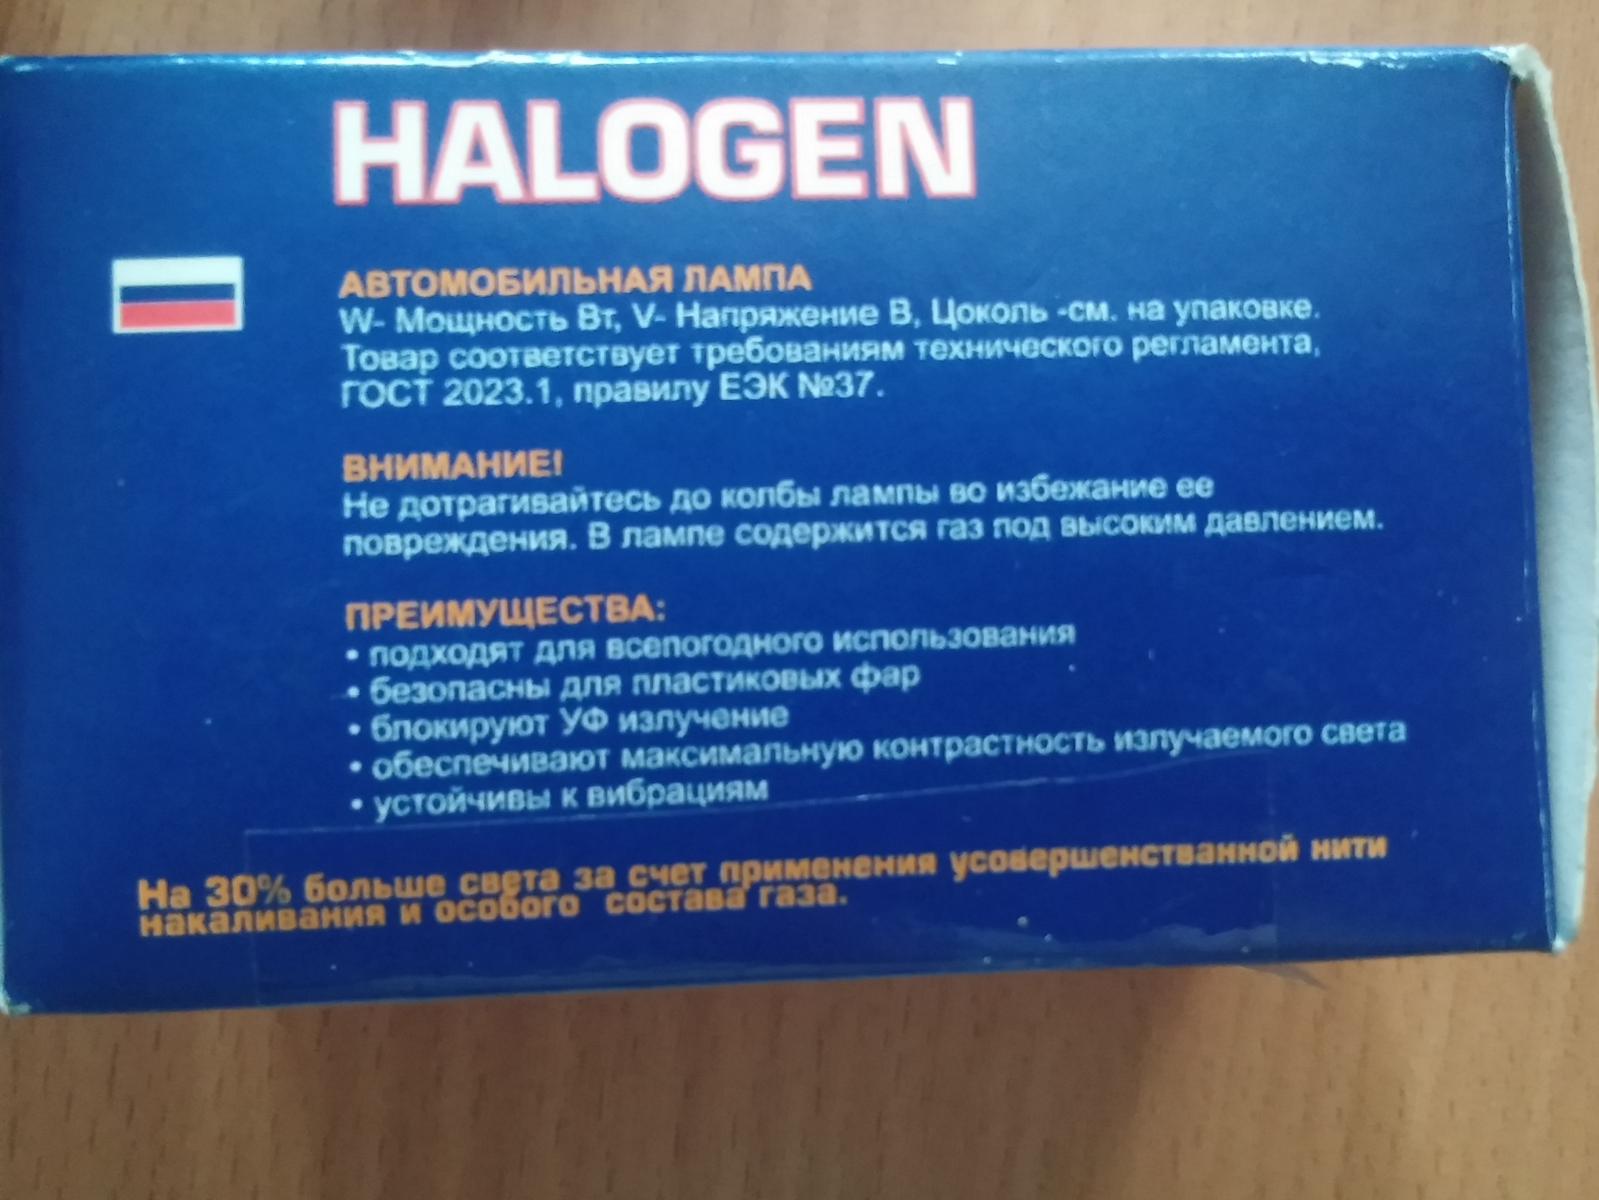 HALOGEN
АВТОМОБИЛЬНАЯ ЛАМПА
W- Мощность Вт, V- Напряжение В, Цоколь -см. на упаковке.
Товар соответствует требованиям технического регламента,
ГОСТ 2023.1, правилу ЕЭК №37.
ВНИМАНИЕ!
Не дотрагивайтесь до колбы лампы во избежание ее
повреждения. В лампе содержится газ под высоким давлением.
ПРЕИМУЩЕСТВА:
• подходят для всепогодного использования
• безопасны для пластиковых фар
• блокируют УФ излучение
• обеспечивают максимальную контрастность излучаемого света
• устойчивы к вибрациям
На 30% больше света за счет применения усовершенстванной нити
накаливания и особого состава газа.